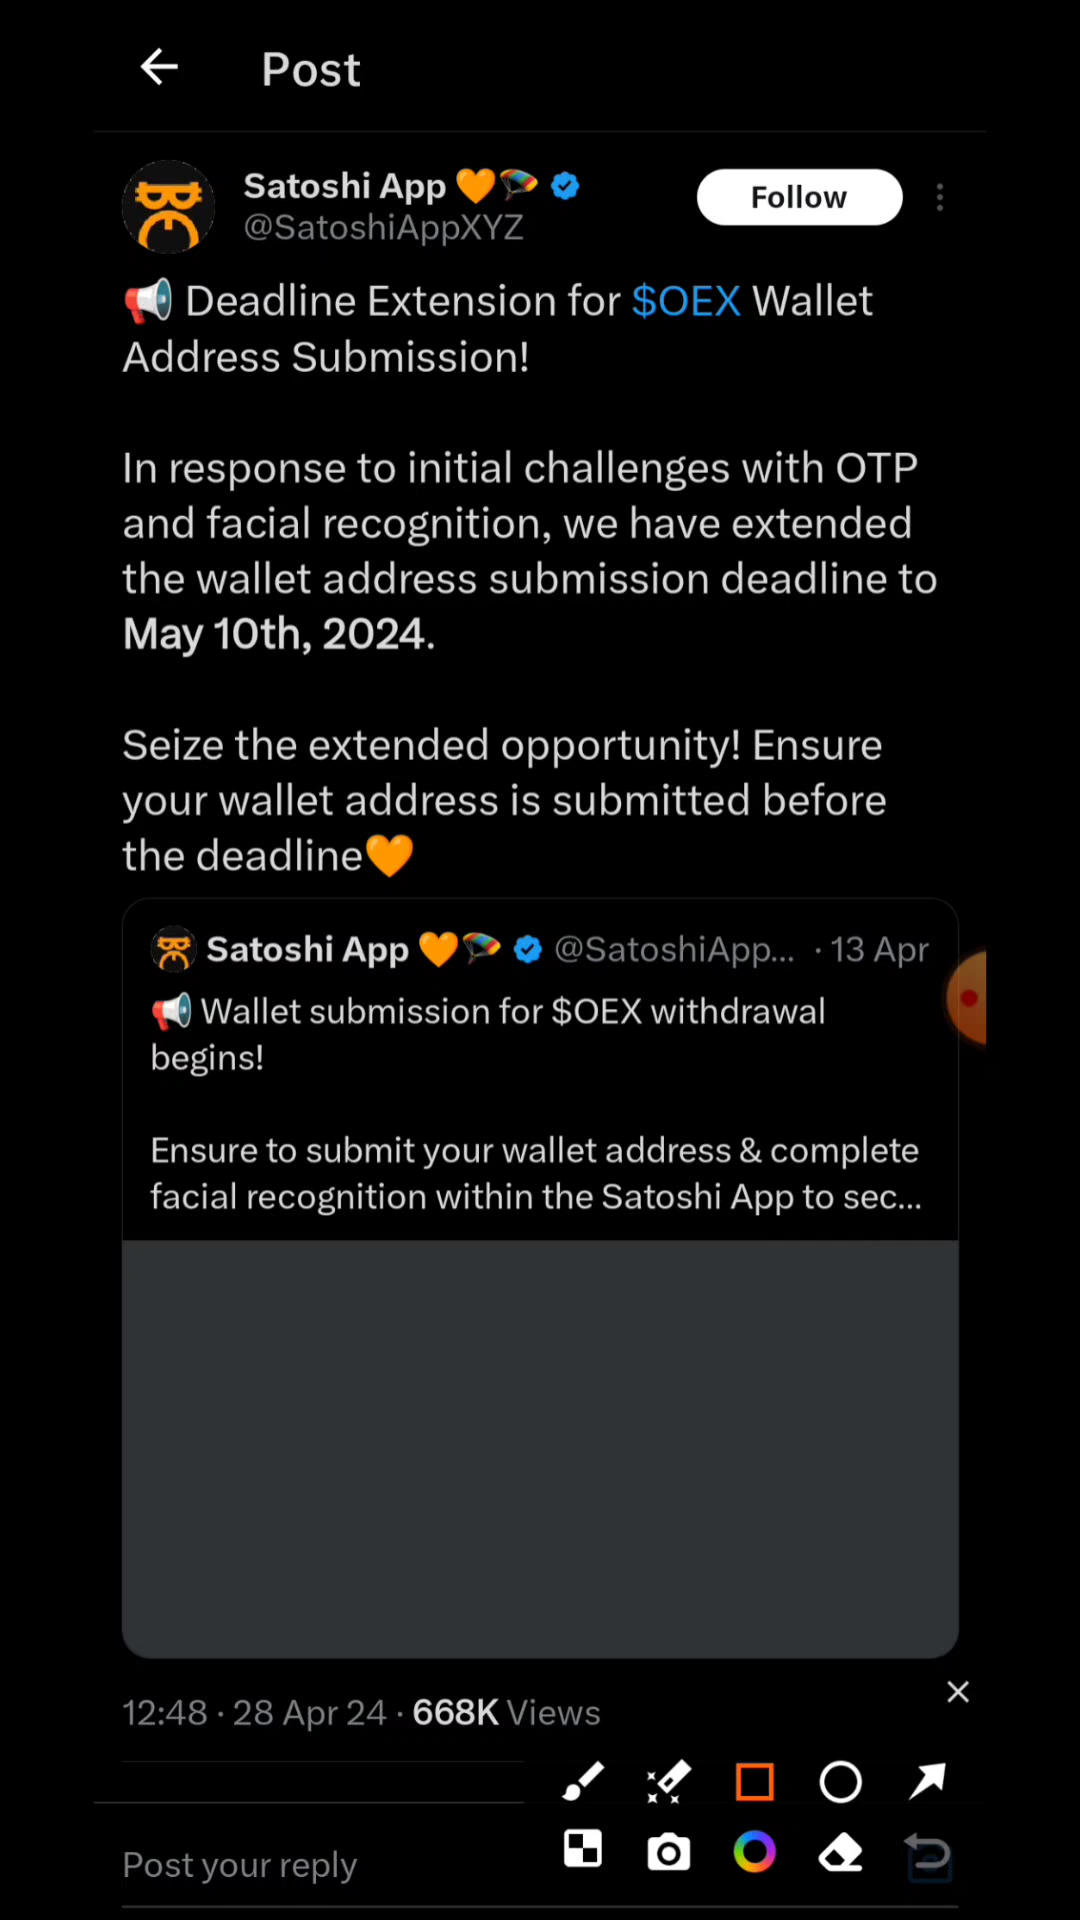 Post
Satoshi App 🧡🪂
@SatoshiAppXYZ
Follow
📢 Deadline Extension for $OEX Wallet
Address Submission!
In response to initial challenges with OTP
and facial recognition, we have extended
the wallet address submission deadline to
May 10th, 2024.
Seize the extended opportunity! Ensure
your wallet address is submitted before
the deadline🧡
Satoshi App 🧡🪂 @SatoshiApp... · 13 Apr
📢 Wallet submission for $OEX withdrawal
begins!
Ensure to submit your wallet address & complete
facial recognition within the Satoshi App to sec...
12:48 · 28 Apr 24 · 668K Views
Post your reply